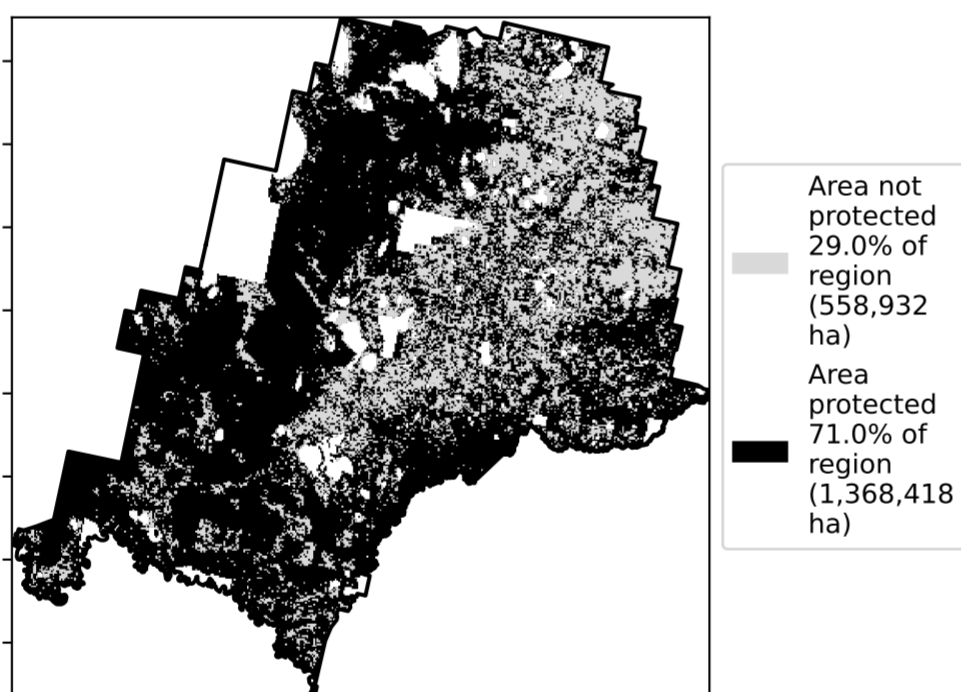 Area not
protected
29.0% of
region
(558,932
ha)
Area
protected
71.0% of
region
(1,368,418
ha)